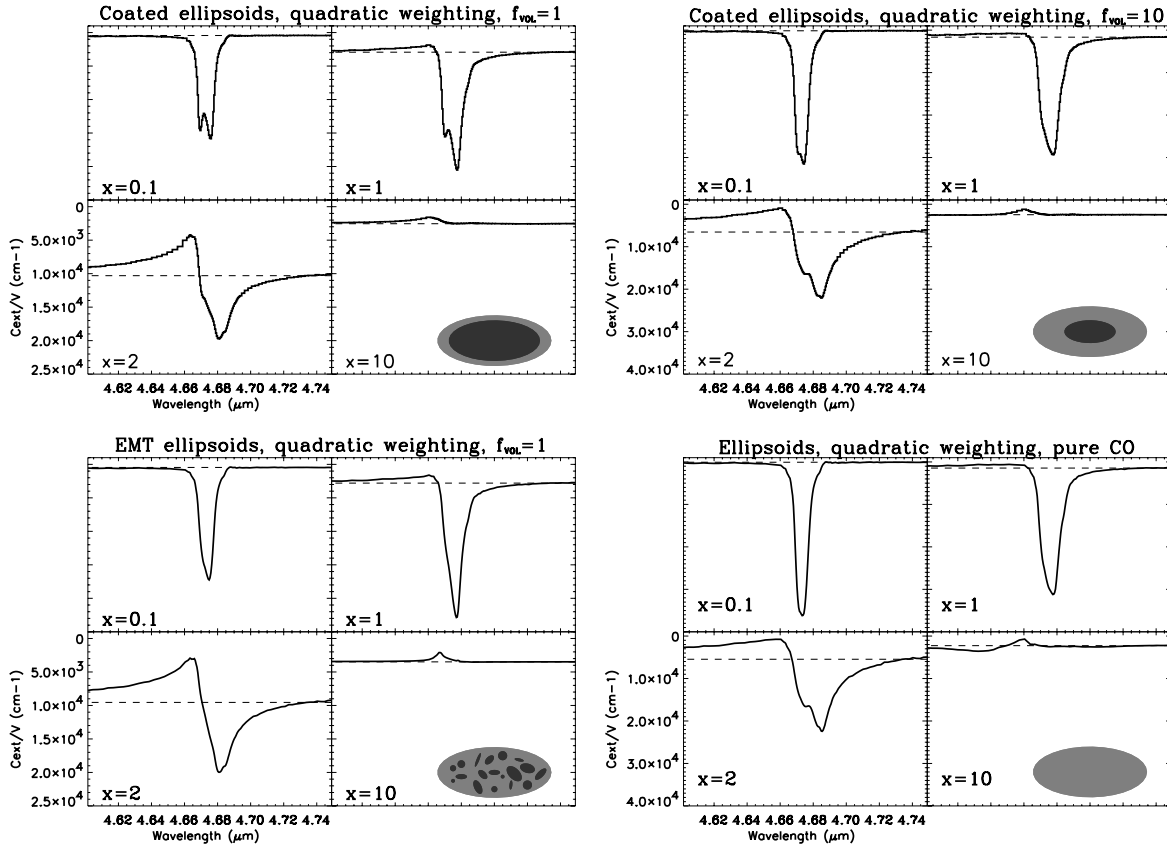 Coated ellipsoids, quadratic weighting, fVOL=1
x=0.1
x=1
0
5.0×10³
1.0×10⁴
1.5×10⁴
2.0×10⁴
2.5×10⁴
Cext/V (cm-1)
x=2
x=10
4.62 4.64 4.66 4.68 4.70 4.72 4.74
Wavelength (μm)
Coated ellipsoids, quadratic weighting, fVOL=10
x=0.1
x=1
0
1.0×10⁴
2.0×10⁴
3.0×10⁴
4.0×10⁴
Cext/V (cm-1)
x=2
x=10
4.62 4.64 4.66 4.68 4.70 4.72 4.74
Wavelength (μm)
EMT ellipsoids, quadratic weighting, fVOL=1
x=0.1
x=1
0
5.0×10³
1.0×10⁴
1.5×10⁴
2.0×10⁴
2.5×10⁴
Cext/V (cm-1)
x=2
x=10
4.62 4.64 4.66 4.68 4.70 4.72 4.74
Wavelength (μm)
Ellipsoids, quadratic weighting, pure CO
x=0.1
x=1
0
1.0×10⁴
2.0×10⁴
3.0×10⁴
4.0×10⁴
Cext/V (cm-1)
x=2
x=10
4.62 4.64 4.66 4.68 4.70 4.72 4.74
Wavelength (μm)